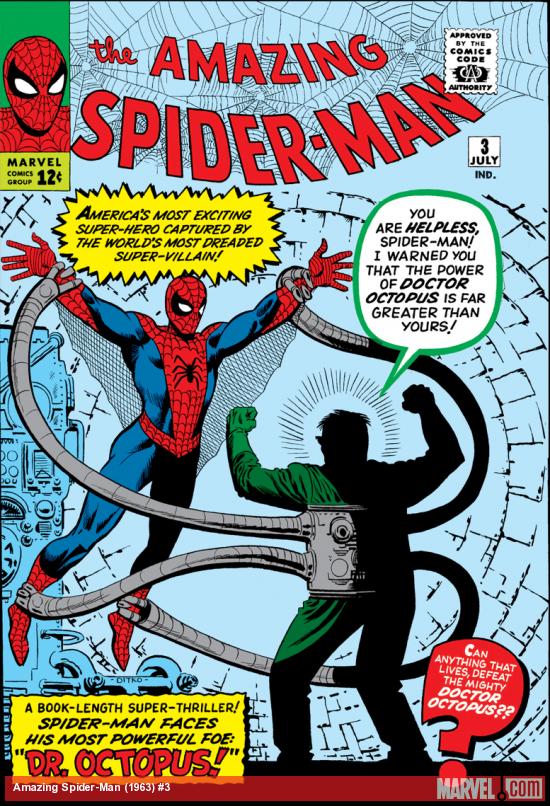 the AMAZING
SPIDER-MAN
APPROVED
BY THE
COMICS
CODE
CA
AUTHORITY
MARVEL
COMICS
GROUP 12¢
3
JULY
IND.
AMERICA'S MOST EXCITING
SUPER-HERO CAPTURED BY
THE WORLD'S MOST DREADED
SUPER-VILLAIN!
YOU
ARE HELPLESS,
SPIDER-MAN!
I WARNED YOU
THAT THE POWER
OF DOCTOR
OCTOPUS IS FAR
GREATER THAN
YOURS!
-DITKO-
CAN
ANYTHING THAT
LIVES, DEFEAT
THE MIGHTY
DOCTOR
OCTOPUS??
A BOOK-LENGTH SUPER-THRILLER!
SPIDER-MAN FACES
HIS MOST POWERFUL FOE:
"DR. OCTOPUS!"
Amazing Spider-Man (1963) #3
MARVEL.com